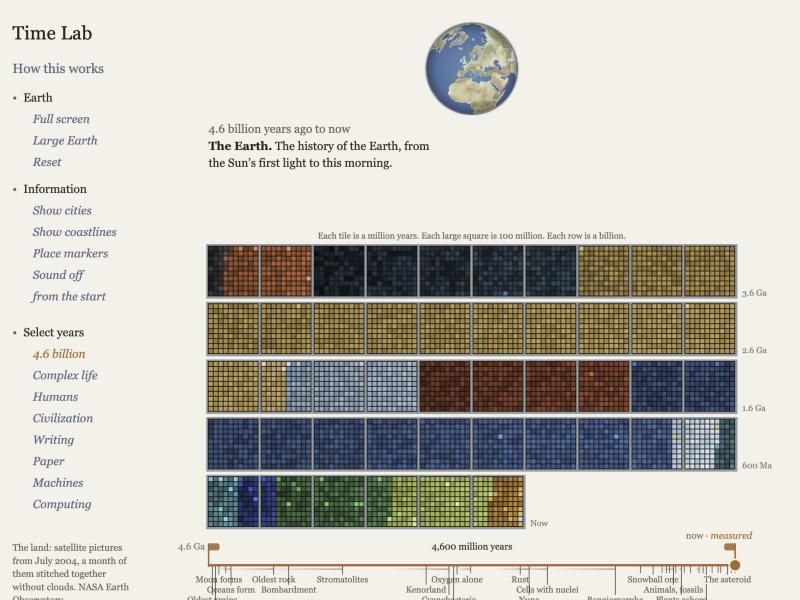 Time Lab
How this works
• Earth
Full screen
Large Earth
Reset
• Information
Show cities
Show coastlines
Place markers
Sound off
from the start
• Select years
4.6 billion
Complex life
Humans
Civilization
Writing
Paper
Machines
Computing
The land: satellite pictures
from July 2004, a month of
them stitched together
without clouds. NASA Earth
4.6 billion years ago to now
The Earth. The history of the Earth, from
the Sun's first light to this morning.
Each tile is a million years. Each large square is 100 million. Each row is a billion.
3.6 Ga
2.6 Ga
1.6 Ga
600 Ma
Now
now · measured
4.6 Ga
4,600 million years
Moon forms Oldest rock Stromatolites Oxygen alone Rust Snowball one The asteroid
Oceans form Bombardment Kenorland Cells with nuclei Animals, fossils